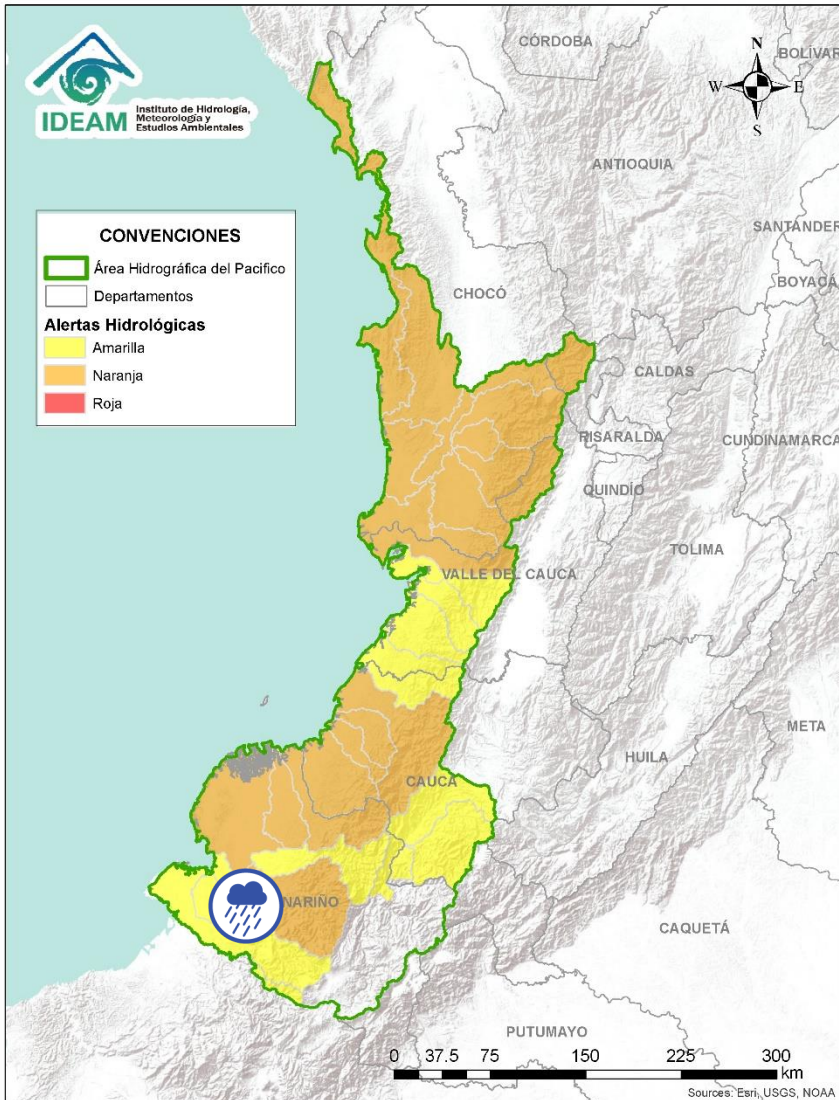 IDEAM
Instituto de Hidrología,
Meteorología y
Estudios Ambientales
CONVENCIONES
Área Hidrográfica del Pacifico
Departamentos
Alertas Hidrológicas
Amarilla
Naranja
Roja
N
W
E
S
CÓRDOBA
BOLÍVAR
ANTIOQUIA
SANTANDER
BOYACÁ
CHOCÓ
CALDAS
RISARALDA
CUNDINAMARCA
QUINDÍO
TOLIMA
VALLE DEL CAUCA
META
HUILA
CAUCA
NARIÑO
CAQUETÁ
PUTUMAYO
0 37.5 75 150 225 300
km
Sources: Esri, USGS, NOAA